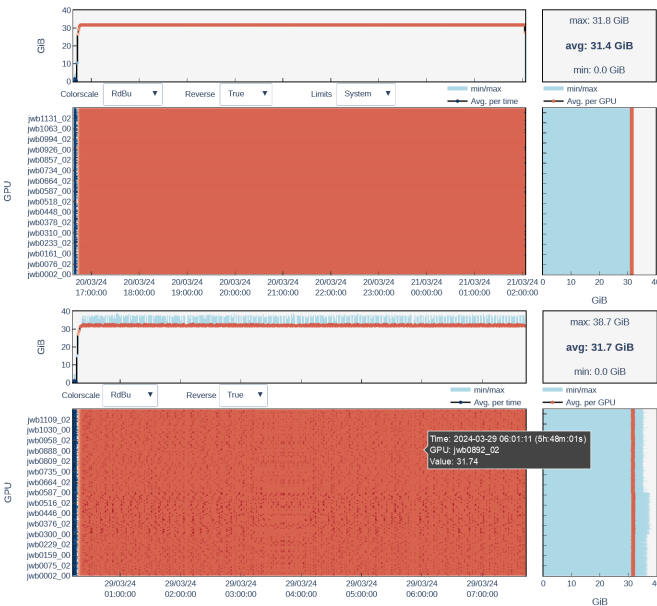 40
30
20
10
0
GiB
max: 31.8 GiB
avg: 31.4 GiB
min: 0.0 GiB
Colorscale RdBu ▼ Reverse True ▼ Limits System ▼
min/max
Avg. per time
min/max
Avg. per GPU
GPU
jwb1131_02
jwb1063_00
jwb0994_02
jwb0926_00
jwb0857_02
jwb0734_00
jwb0664_02
jwb0587_00
jwb0518_02
jwb0448_00
jwb0378_02
jwb0310_00
jwb0233_02
jwb0161_00
jwb0076_02
jwb0002_00
20/03/24 20/03/24 20/03/24 20/03/24 20/03/24 20/03/24 20/03/24 20/03/24 21/03/24 21/03/24
17:00:00 18:00:00 19:00:00 20:00:00 21:00:00 22:00:00 23:00:00 00:00:00 01:00:00 02:00:00
0 10 20 30 4
GiB
40
30
20
10
0
GiB
max: 38.7 GiB
avg: 31.7 GiB
min: 0.0 GiB
Colorscale RdBu ▼ Reverse True ▼
min/max
Avg. per time
min/max
Avg. per GPU
GPU
jwb1109_02
jwb1030_00
jwb0958_02
jwb0888_00
jwb0809_02
jwb0735_00
jwb0664_02
jwb0587_00
jwb0516_02
jwb0446_00
jwb0376_02
jwb0300_00
jwb0229_02
jwb0159_00
jwb0075_02
jwb0002_00
Time: 2024-03-29 06:01:11 (5h:48m:01s)
GPU: jwb0892_02
Value: 31.74
29/03/24 29/03/24 29/03/24 29/03/24 29/03/24 29/03/24 29/03/24
01:00:00 02:00:00 03:00:00 04:00:00 05:00:00 06:00:00 07:00:00
0 10 20 30 4
GiB